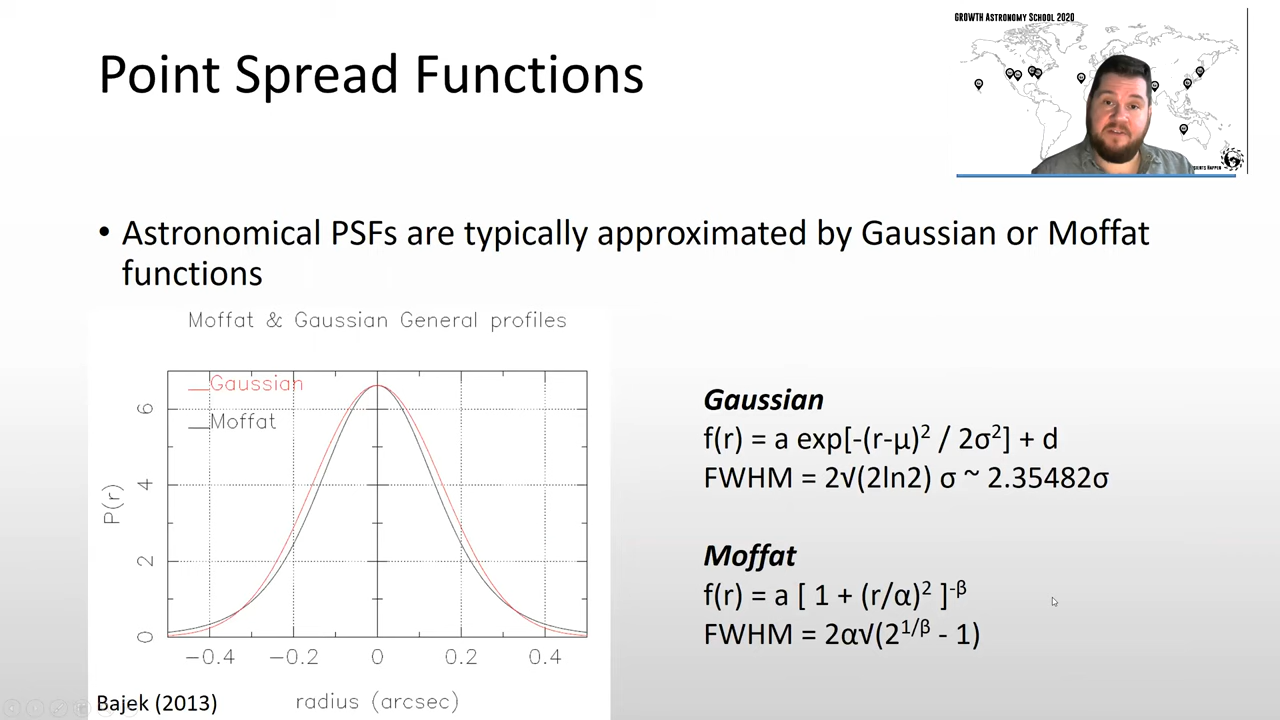 GROWTH ASTRONOMY SCHOOL 2020
Point Spread Functions
• Astronomical PSFs are typically approximated by Gaussian or Moffat
functions
Moffat & Gaussian General profiles
Gaussian
Moffat
P(r)
6
4
2
0
−0.4 −0.2 0 0.2 0.4
radius (arcsec)
Bajek (2013)
Gaussian
f(r) = a exp[-(r-μ)² / 2σ²] + d
FWHM = 2√(2ln2) σ ~ 2.35482σ
Moffat
f(r) = a [ 1 + (r/α)² ]^-β
FWHM = 2α√(2^1/β - 1)